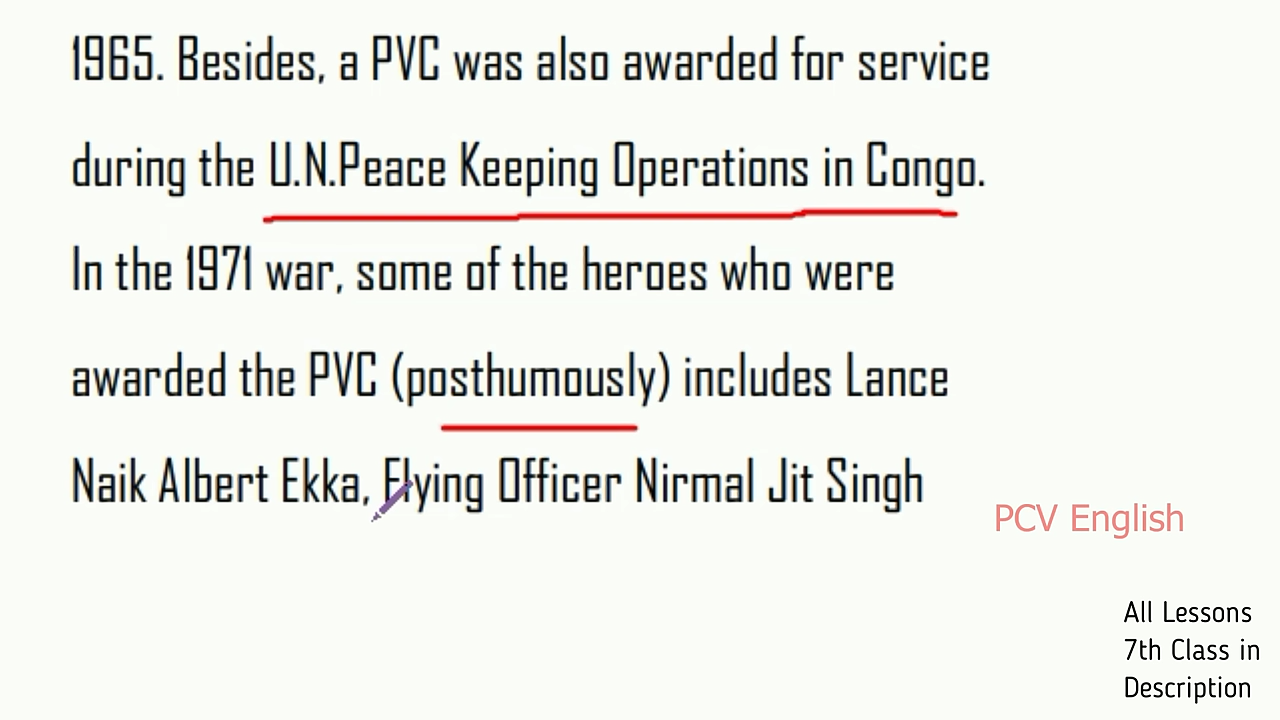 1965. Besides, a PVC was also awarded for service
during the U.N.Peace Keeping Operations in Congo.
In the 1971 war, some of the heroes who were
awarded the PVC (posthumously) includes Lance
Naik Albert Ekka, Flying Officer Nirmal Jit Singh
PCV English
All Lessons
7th Class in
Description